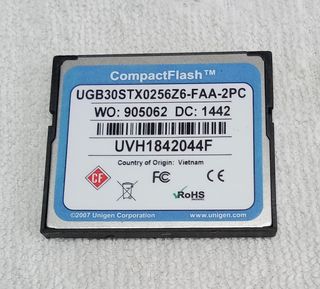 CompactFlash™
UGB30STX0256Z6-FAA-2PC
WO: 905062 DC: 1442
UVH1842044F
Country of Origin: Vietnam
CF FC CE
RoHS
©2007 Unigen Corporation www.unigen.com